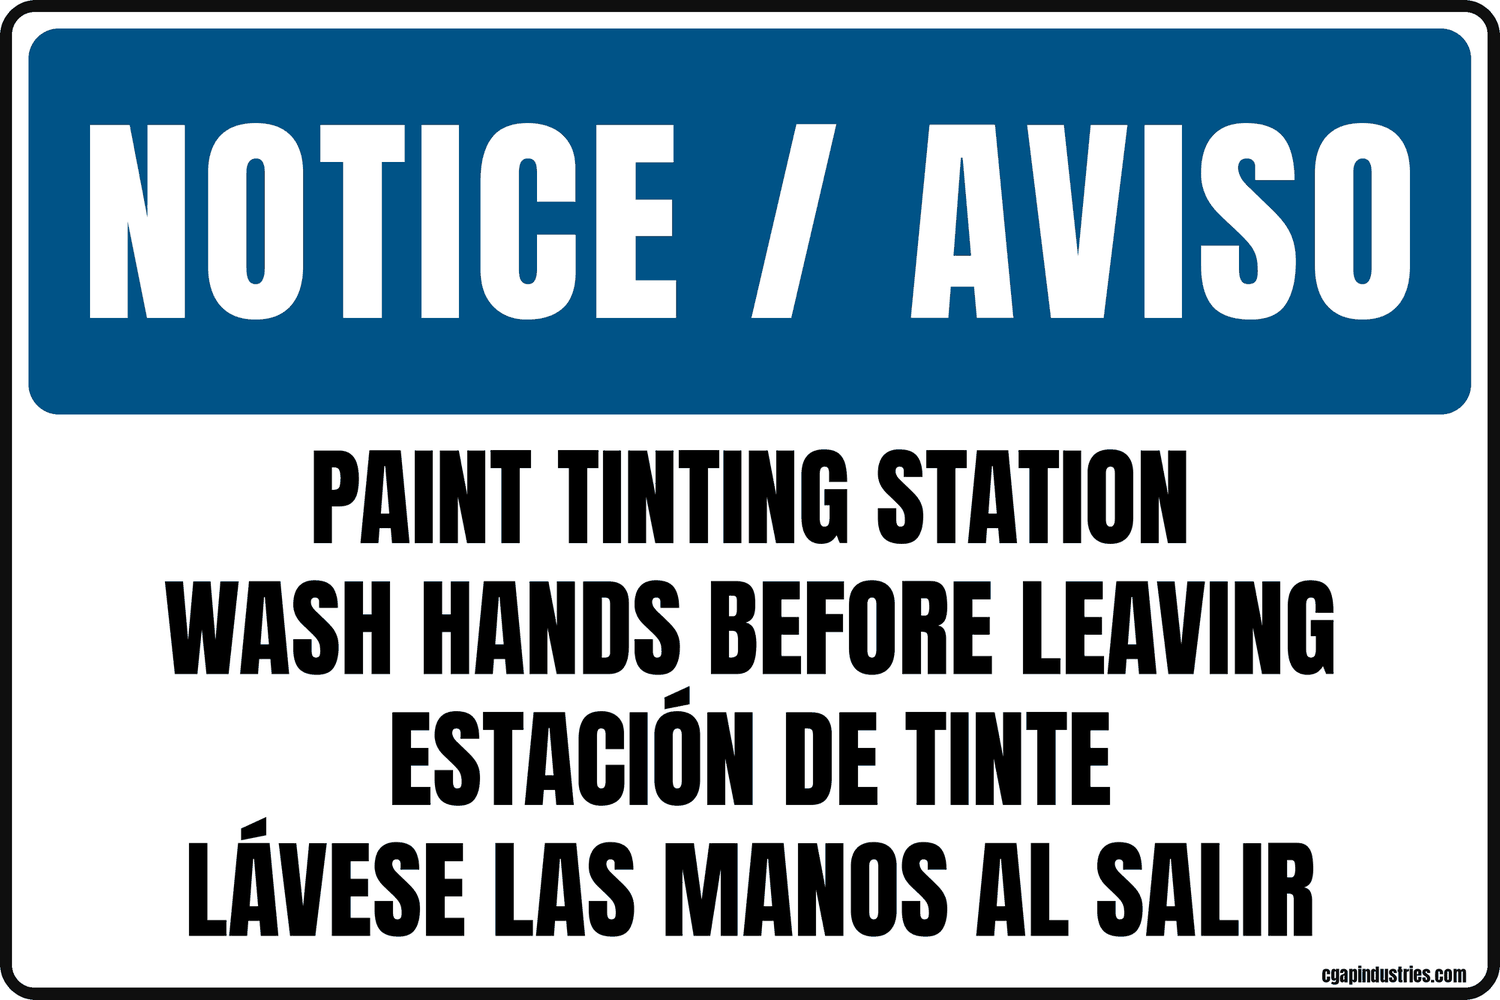 NOTICE / AVISO
PAINT TINTING STATION
WASH HANDS BEFORE LEAVING
ESTACIÓN DE TINTE
LÁVESE LAS MANOS AL SALIR
cgapindustries.com